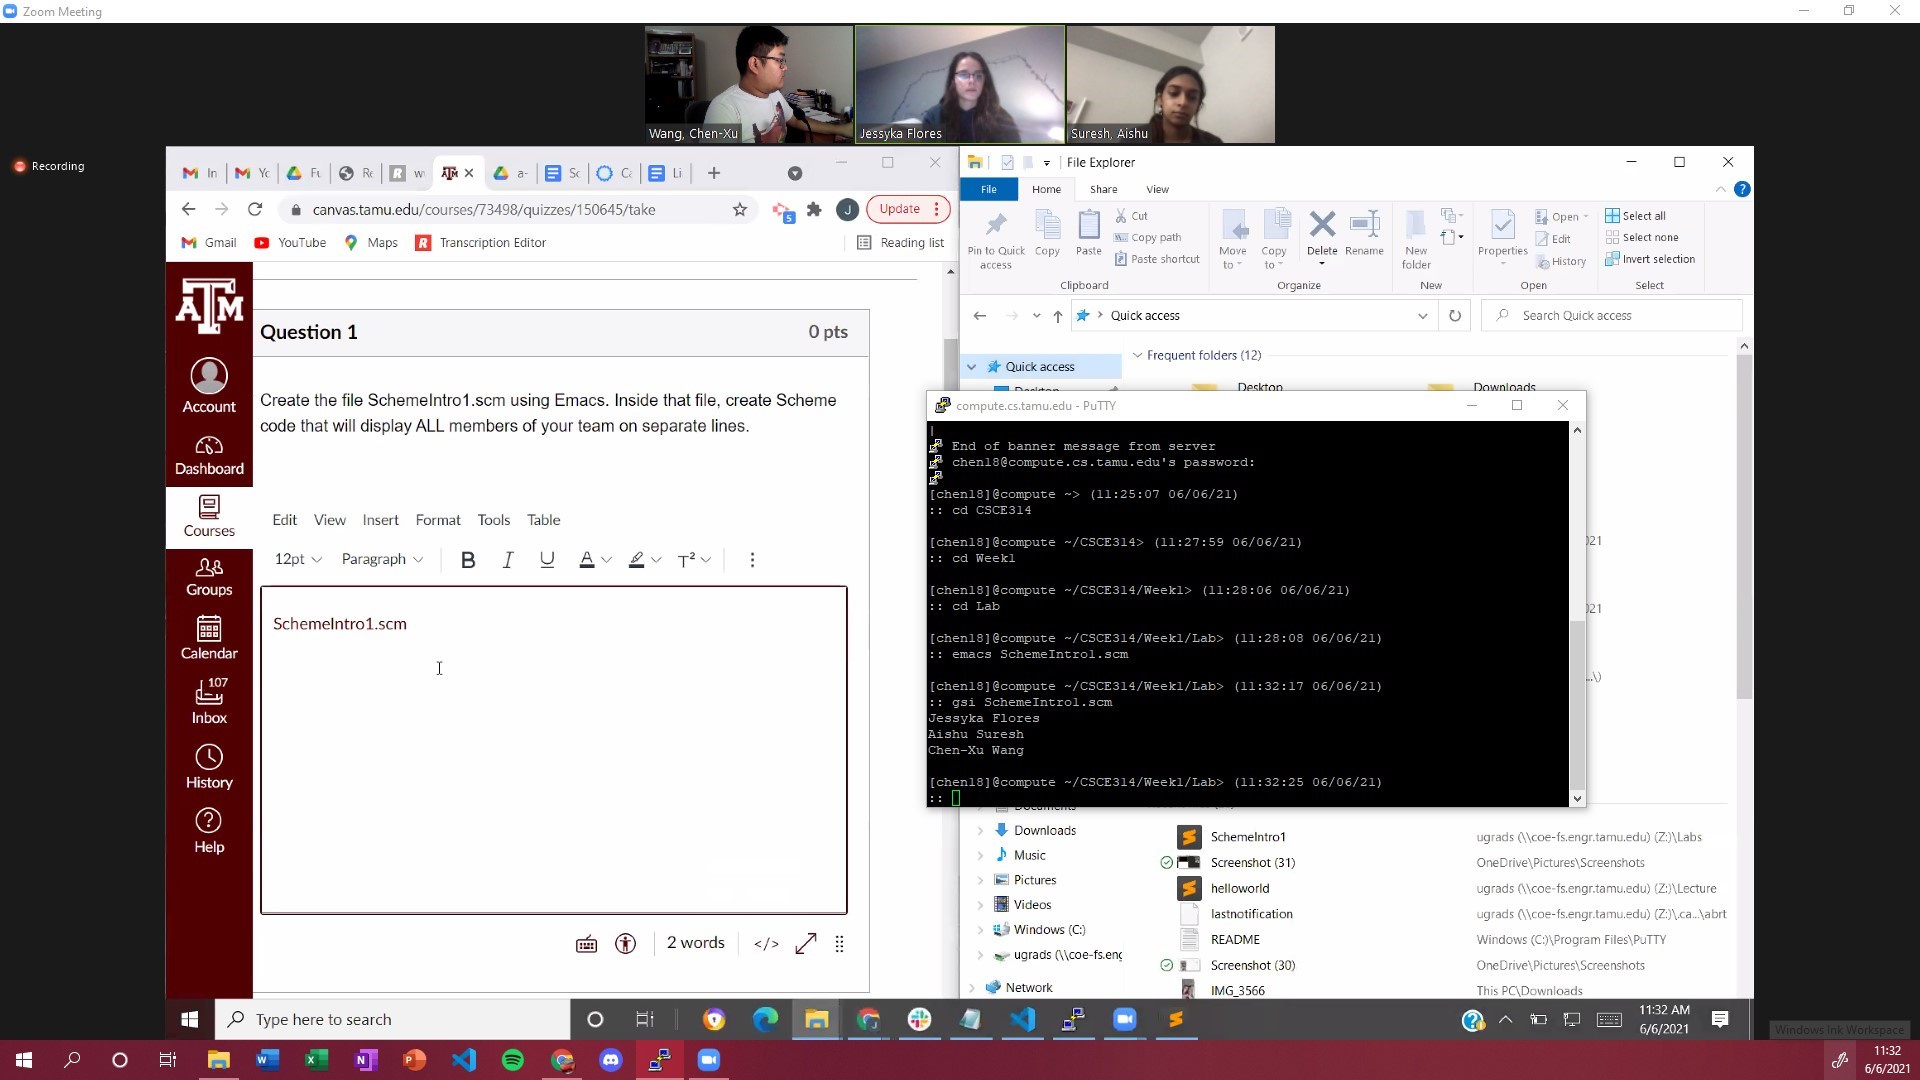 Zoom Meeting
Wang, Chen-Xu
Jessyka Flores
Suresh, Aishu
Recording
In
Yo
Fu
Re
w
a-
Sc
Ca
Li
canvas.tamu.edu/courses/73498/quizzes/150645/take
5
J
Update
Gmail
YouTube
Maps
R Transcription Editor
Reading list
ATM
Account
Dashboard
Courses
Groups
Calendar
107
Inbox
History
Help
Question 1
0 pts
Create the file SchemeIntro1.scm using Emacs. Inside that file, create Scheme
code that will display ALL members of your team on separate lines.
Edit View Insert Format Tools Table
12pt Paragraph B I U A T²
SchemeIntro1.scm
2 words </>
File Explorer
File Home Share View
Pin to Quick access
Copy
Paste
Cut
Copy path
Paste shortcut
Clipboard
Move to
Copy to
Delete
Rename
Organize
New folder
New
Properties
Open
Edit
History
Open
Select all
Select none
Invert selection
Select
Quick access
Search Quick access
Quick access
Frequent folders (12)
Desktop
Desktop
Downloads
compute.cs.tamu.edu - PuTTY
|
End of banner message from server
chen18@compute.cs.tamu.edu's password:
[chen18]@compute ~> (11:25:07 06/06/21)
:: cd CSCE314
[chen18]@compute ~/CSCE314> (11:27:59 06/06/21)
:: cd Week1
[chen18]@compute ~/CSCE314/Week1> (11:28:06 06/06/21)
:: cd Lab
[chen18]@compute ~/CSCE314/Week1/Lab> (11:28:08 06/06/21)
:: emacs SchemeIntro1.scm
[chen18]@compute ~/CSCE314/Week1/Lab> (11:32:17 06/06/21)
:: gsi SchemeIntro1.scm
Jessyka Flores
Aishu Suresh
Chen-Xu Wang
[chen18]@compute ~/CSCE314/Week1/Lab> (11:32:25 06/06/21)
::
021
021
...\)
Documents
Downloads
Music
Pictures
Videos
Windows (C:)
ugrads (\\coe-fs.eng
Network
SchemeIntro1 ugrads (\\coe-fs.engr.tamu.edu) (Z:)\Labs
Screenshot (31) OneDrive\Pictures\Screenshots
helloworld ugrads (\\coe-fs.engr.tamu.edu) (Z:)\Lecture
lastnotification ugrads (\\coe-fs.engr.tamu.edu) (Z:)\.ca...\abrt
README Windows (C:)\Program Files\PuTTY
Screenshot (30) OneDrive\Pictures\Screenshots
IMG_3566 This PC\Downloads
Type here to search
11:32 AM
6/6/2021
Windows Ink Workspace
11:32
6/6/2021